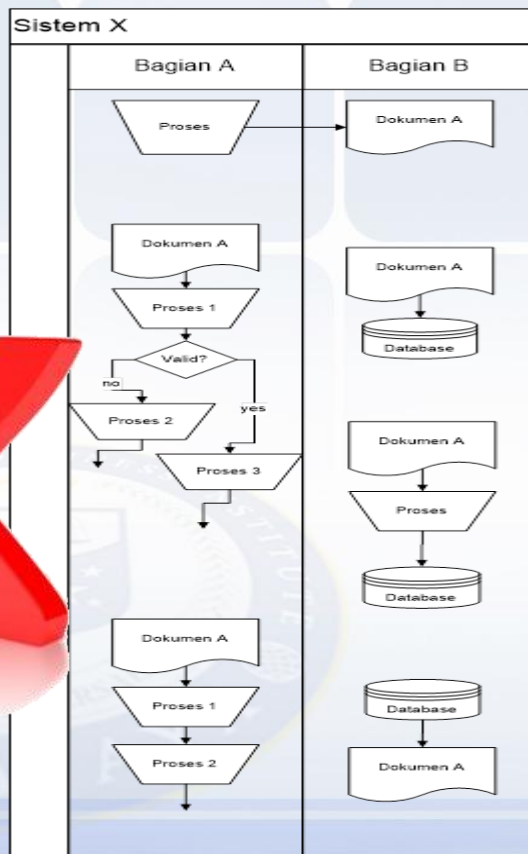 Sistem X
Bagian A
Bagian B
Proses
Dokumen A
Dokumen A
Proses 1
Valid?
no
yes
Proses 2
Proses 3
Dokumen A
Database
Dokumen A
Proses
Database
Dokumen A
Proses 1
Proses 2
Database
Dokumen A